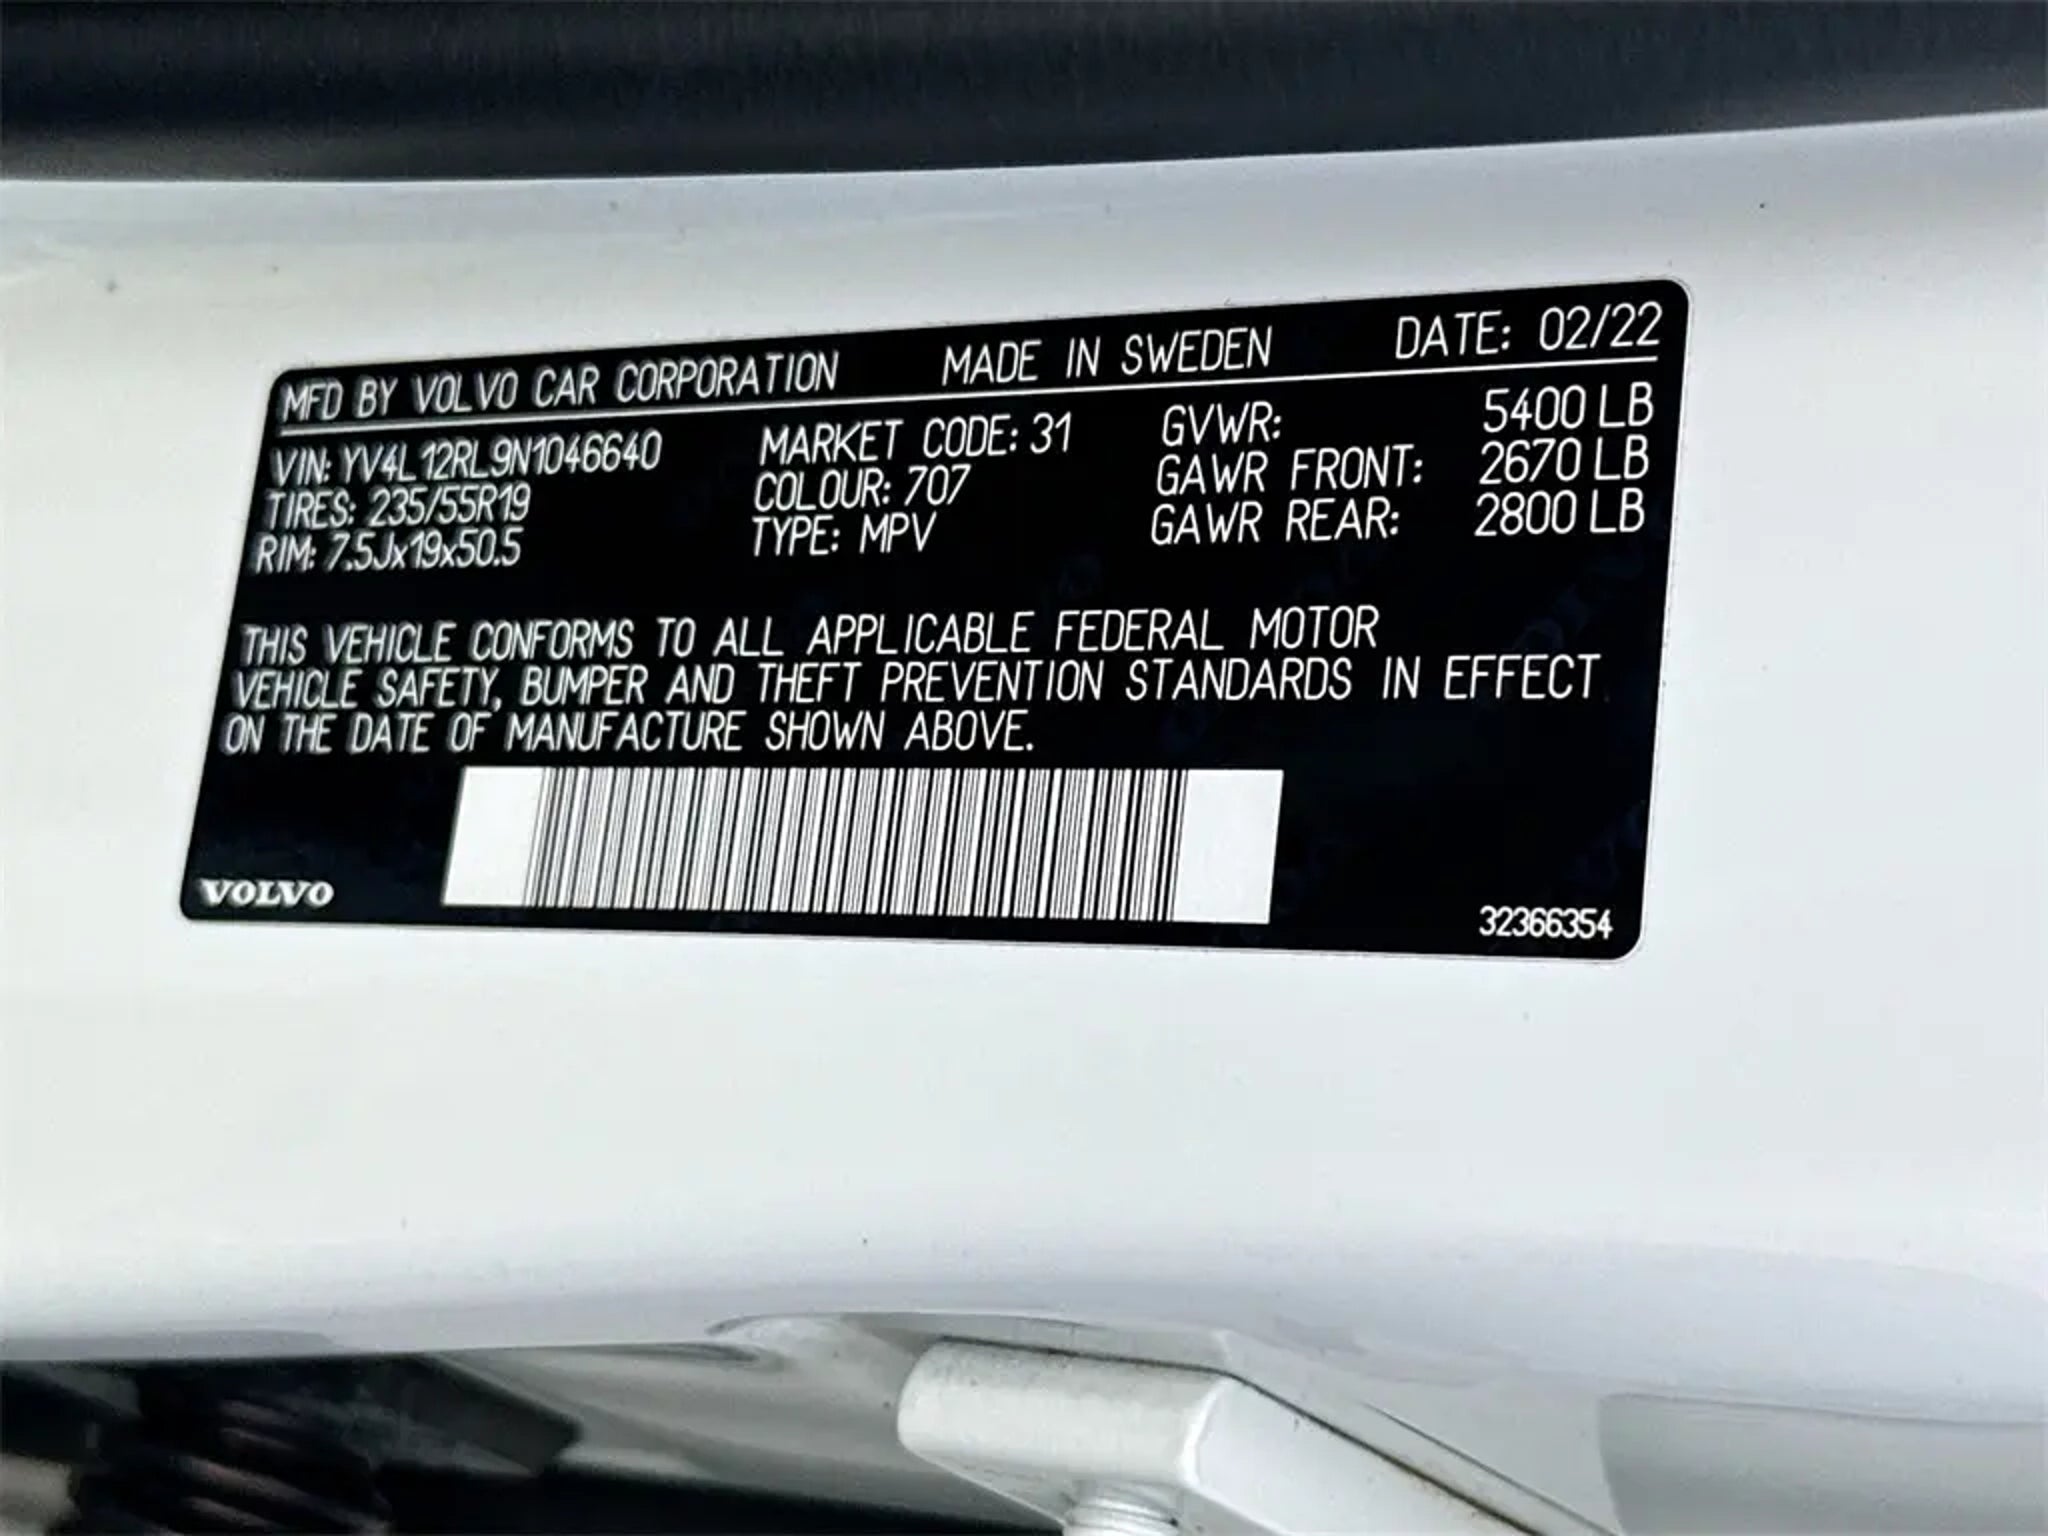 MFD BY VOLVO CAR CORPORATION MADE IN SWEDEN DATE: 02/22
VIN: YV4L12RL9N1046640 MARKET CODE: 31 GVWR: 5400 LB
TIRES: 235/55R19 COLOUR: 707 GAWR FRONT: 2670 LB
RIM: 7.5Jx19x50.5 TYPE: MPV GAWR REAR: 2800 LB
THIS VEHICLE CONFORMS TO ALL APPLICABLE FEDERAL MOTOR
VEHICLE SAFETY, BUMPER AND THEFT PREVENTION STANDARDS IN EFFECT
ON THE DATE OF MANUFACTURE SHOWN ABOVE.
VOLVO 32366354